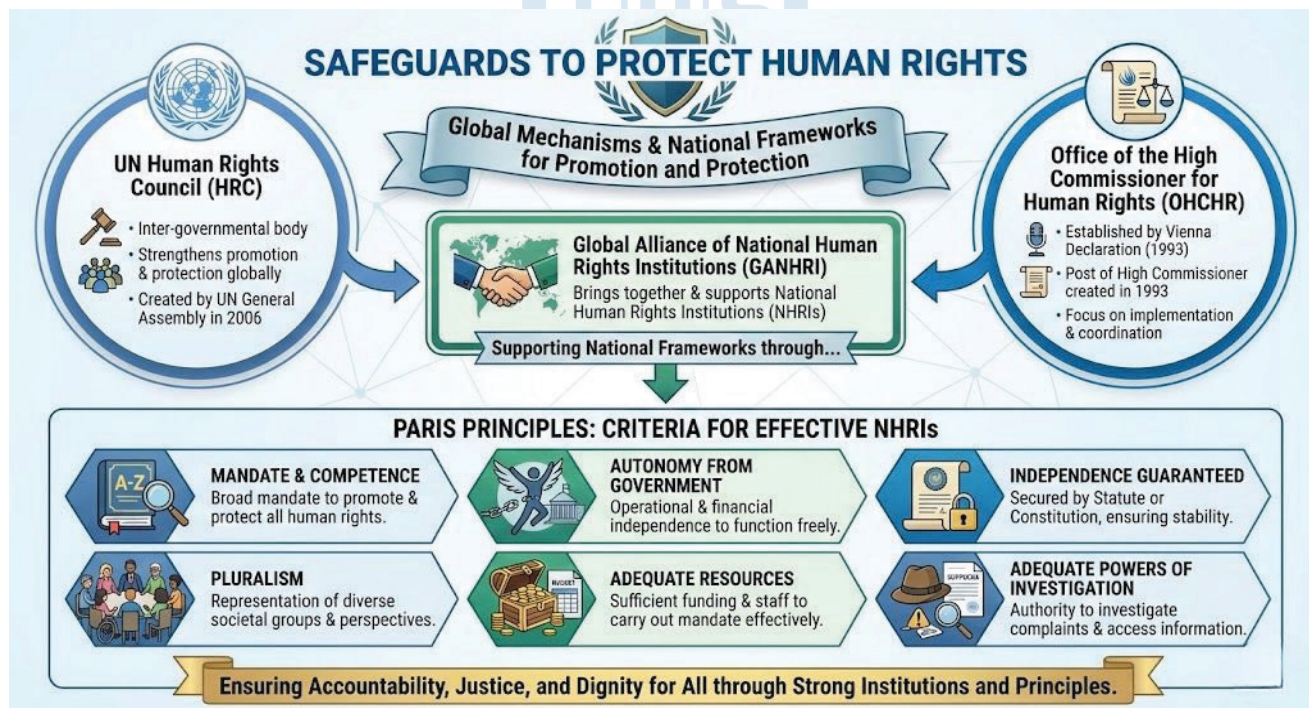 SAFEGUARDS TO PROTECT HUMAN RIGHTS
Global Mechanisms & National Frameworks
for Promotion and Protection
UN Human Rights
Council (HRC)
• Inter-governmental body
• Strengthens promotion
& protection globally
• Created by UN General
Assembly in 2006
Global Alliance of National Human
Rights Institutions (GANHRI)
Brings together & supports National
Human Rights Institutions (NHRIs)
Supporting National Frameworks through...
Office of the High
Commissioner for
Human Rights (OHCHR)
• Established by Vienna
Declaration (1993)
• Post of High Commissioner
created in 1993
• Focus on implementation
& coordination
PARIS PRINCIPLES: CRITERIA FOR EFFECTIVE NHRIs
A-Z
MANDATE & COMPETENCE
Broad mandate to promote &
protect all human rights.
AUTONOMY FROM
GOVERNMENT
Operational & financial
independence to function freely.
INDEPENDENCE GUARANTEED
Secured by Statute or
Constitution, ensuring stability.
PLURALISM
Representation of diverse
societal groups & perspectives.
BUDGET
ADEQUATE RESOURCES
Sufficient funding & staff to
carry out mandate effectively.
ADEQUATE POWERS OF
INVESTIGATION
Authority to investigate
complaints & access information.
Ensuring Accountability, Justice, and Dignity for All through Strong Institutions and Principles.